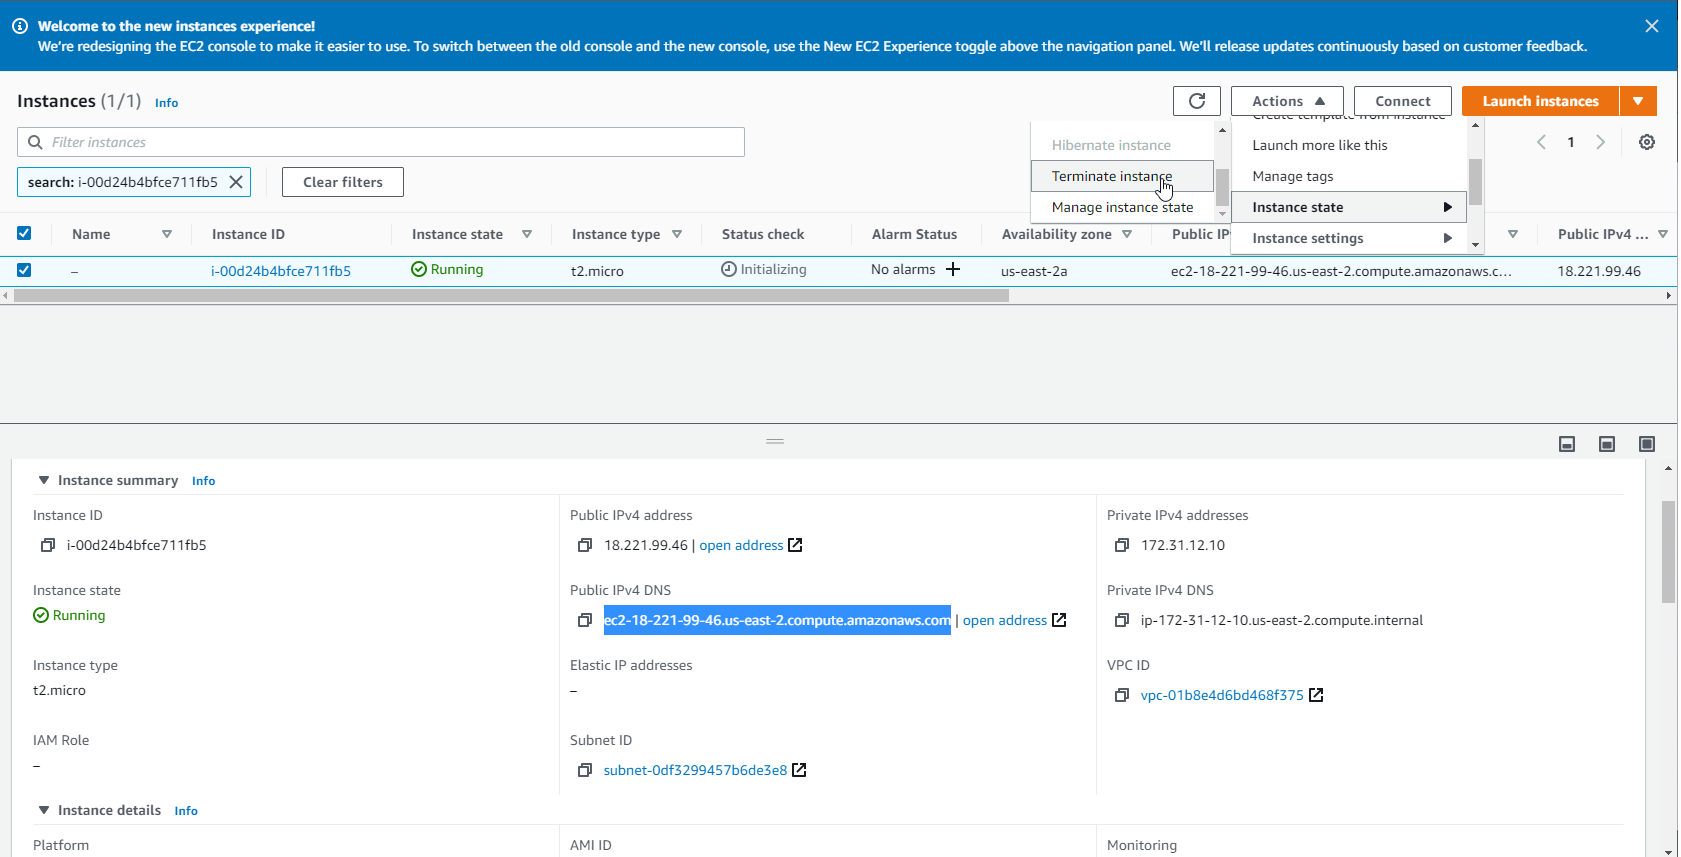 Welcome to the new instances experience!
We're redesigning the EC2 console to make it easier to use. To switch between the old console and the new console, use the New EC2 Experience toggle above the navigation panel. We'll release updates continuously based on customer feedback.
Instances (1/1) Info
Actions
Connect
Launch instances
Filter instances
Create template from instance
Hibernate instance
Launch more like this
1
Terminate instance
Manage tags
search: i-00d24b4bfce711fb5
Clear filters
Manage instance state
Instance state
Instance settings
Name Instance ID Instance state Instance type Status check Alarm Status Availability zone Public IP Public IPv4 ...
– i-00d24b4bfce711fb5 Running t2.micro Initializing No alarms + us-east-2a ec2-18-221-99-46.us-east-2.compute.amazonaws.c... 18.221.99.46
Instance summary Info
Instance ID
i-00d24b4bfce711fb5
Public IPv4 address
18.221.99.46 | open address
Private IPv4 addresses
172.31.12.10
Instance state
Running
Public IPv4 DNS
ec2-18-221-99-46.us-east-2.compute.amazonaws.com | open address
Private IPv4 DNS
ip-172-31-12-10.us-east-2.compute.internal
Instance type
t2.micro
Elastic IP addresses
–
VPC ID
vpc-01b8e4d6bd468f375
IAM Role
–
Subnet ID
subnet-0df3299457b6de3e8
Instance details Info
Platform
AMI ID
Monitoring